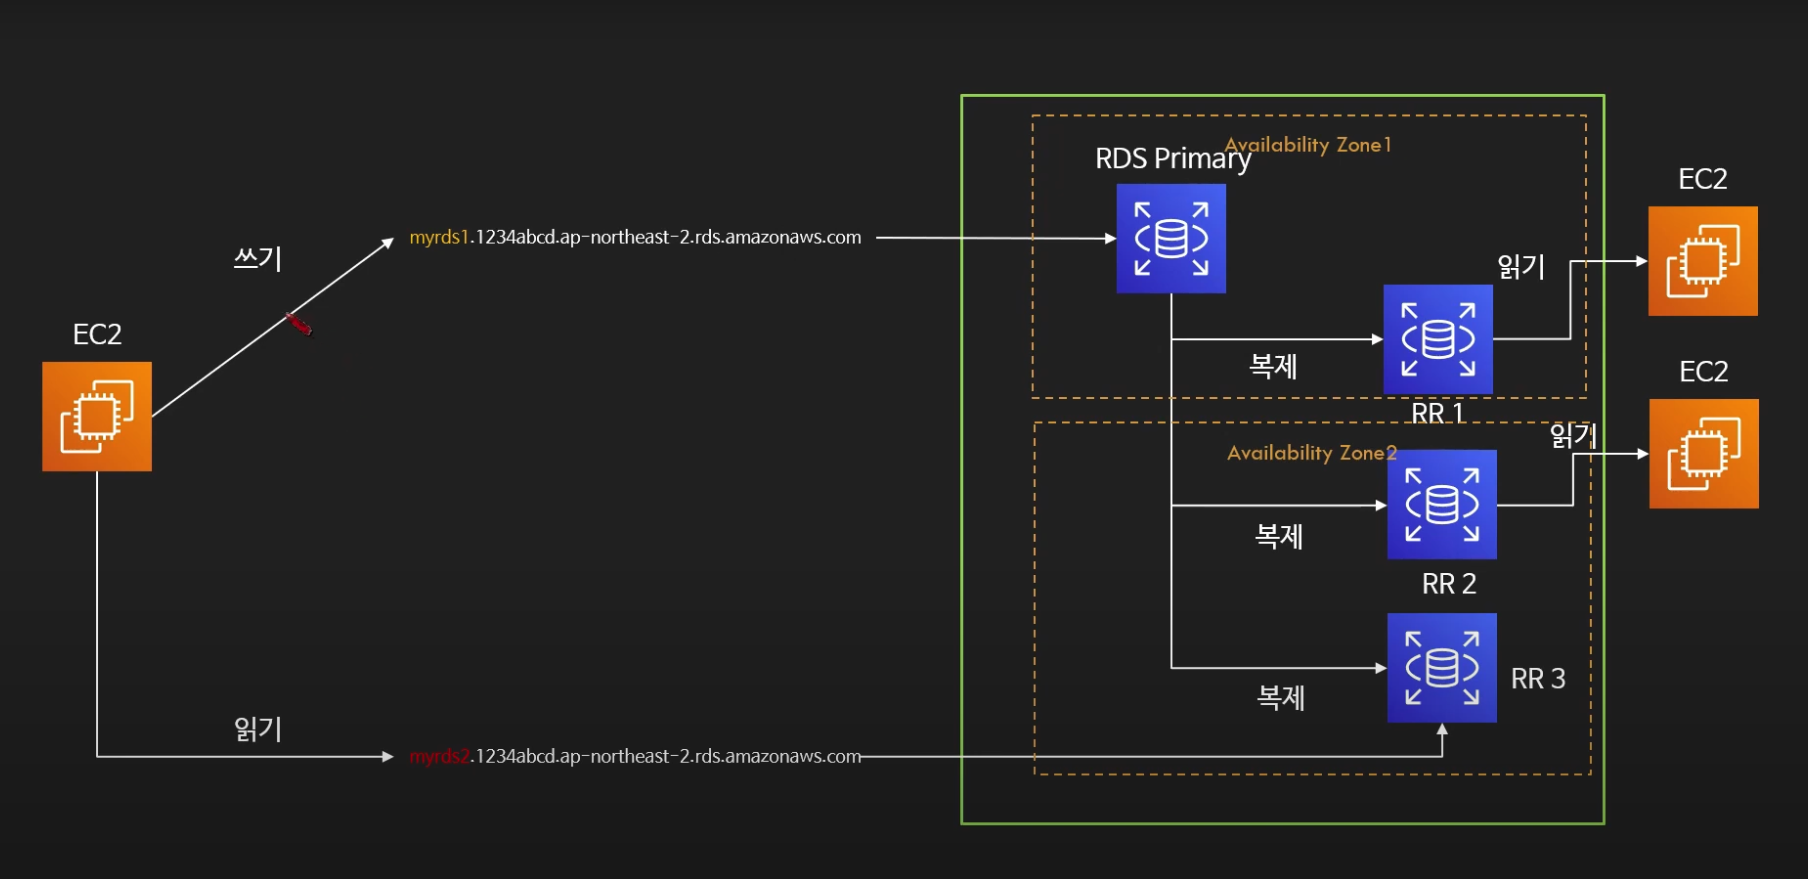 Availability Zone1
RDS Primary
EC2
쓰기
myrds1.1234abcd.ap-northeast-2.rds.amazonaws.com
읽기
EC2
복제
EC2
RR 1
읽기
Availability Zone2
복제
RR 2
RR 3
복제
읽기
myrds2.1234abcd.ap-northeast-2.rds.amazonaws.com